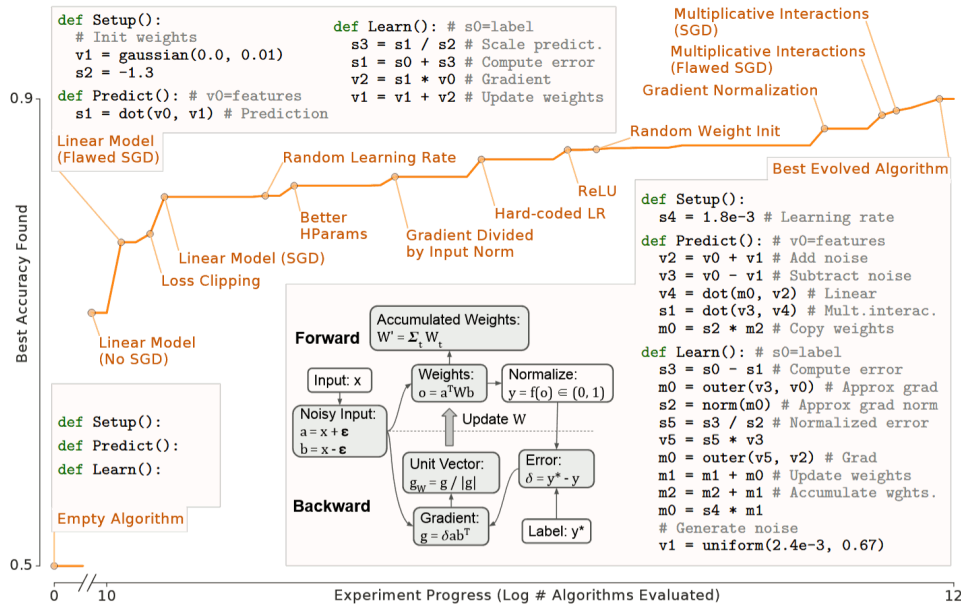 def Setup():
# Init weights
v1 = gaussian(0.0, 0.01)
s2 = -1.3
def Predict(): # v0=features
s1 = dot(v0, v1) # Prediction
def Learn(): # s0=label
s3 = s1 / s2 # Scale predict.
s1 = s0 + s3 # Compute error
v2 = s1 * v0 # Gradient
v1 = v1 + v2 # Update weights
Linear Model
(Flawed SGD)
Multiplicative Interactions
(SGD)
Multiplicative Interactions
(Flawed SGD)
Gradient Normalization
Random Weight Init
Random Learning Rate
Better
HParams
ReLU
Hard-coded LR
Gradient Divided
by Input Norm
Linear Model (SGD)
Loss Clipping
Linear Model
(No SGD)
Best Evolved Algorithm
def Setup():
s4 = 1.8e-3 # Learning rate
def Predict(): # v0=features
v2 = v0 + v1 # Add noise
v3 = v0 - v1 # Subtract noise
v4 = dot(m0, v2) # Linear
s1 = dot(v3, v4) # Mult.interac.
m0 = s2 * m2 # Copy weights
def Learn(): # s0=label
s3 = s0 - s1 # Compute error
m0 = outer(v3, v0) # Approx grad
s2 = norm(m0) # Approx grad norm
s5 = s3 / s2 # Normalized error
v5 = s5 * v3
m0 = outer(v5, v2) # Grad
m1 = m1 + m0 # Update weights
m2 = m2 + m1 # Accumulate wghts.
m0 = s4 * m1
# Generate noise
v1 = uniform(2.4e-3, 0.67)
Forward
Accumulated Weights:
W' = Σt Wt
Input: x
Weights:
o = aᵀWb
Normalize:
y = f(o) ∈ (0, 1)
Noisy Input:
a = x + ε
b = x - ε
Update W
Unit Vector:
gw = g / |g|
Error:
δ = y* - y
Backward
Gradient:
g = δabᵀ
Label: y*
def Setup():
def Predict():
def Learn():
Empty Algorithm
Best Accuracy Found
0.9
0.5
0
10
12
Experiment Progress (Log # Algorithms Evaluated)